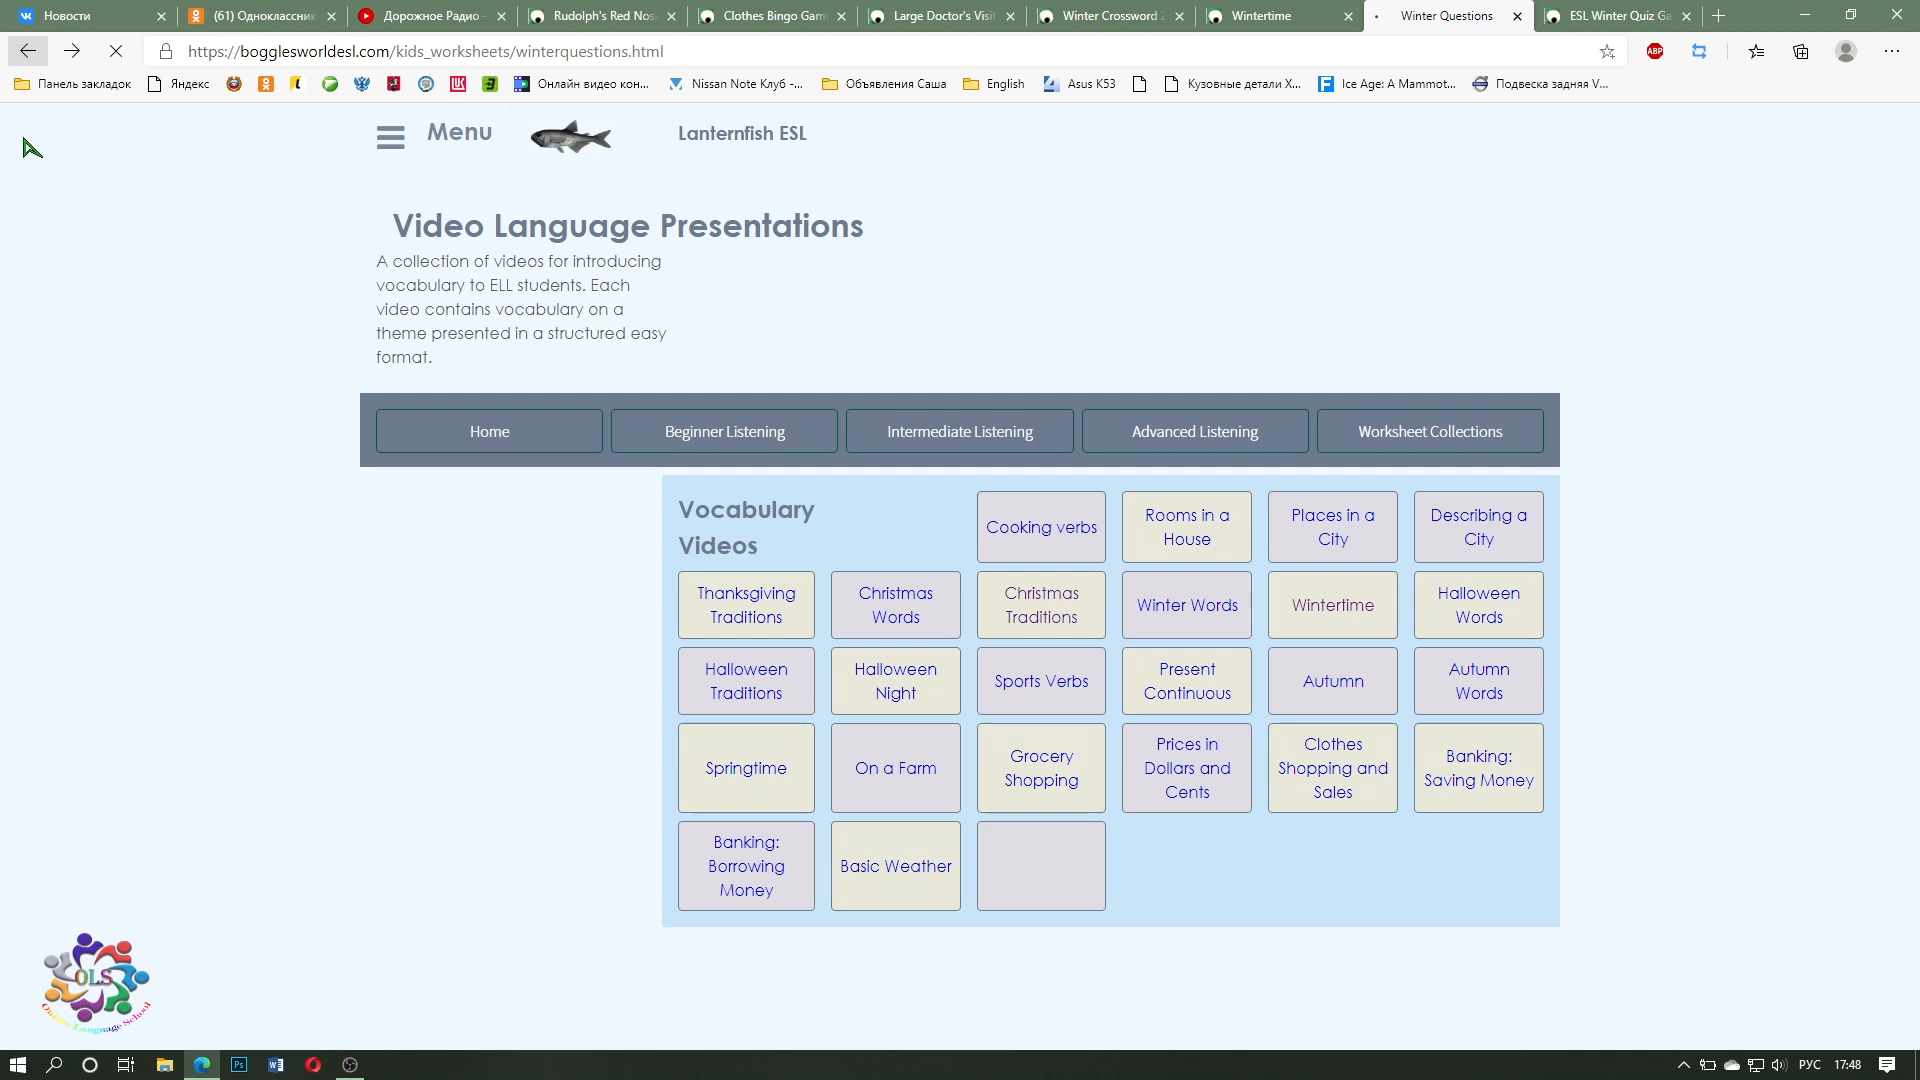 Новости
(61) Одноклассник
Дорожное Радио -
Rudolph's Red Nos
Clothes Bingo Gam
Large Doctor's Visit
Winter Crossword 2
Wintertime
Winter Questions
ESL Winter Quiz Ga
https://bogglesworldesl.com/kids_worksheets/winterquestions.html
ABP
Панель закладок
Яндекс
Онлайн видео кон...
Nissan Note Клуб -...
Объявления Саша
English
Asus K53
Кузовные детали X...
Ice Age: A Mammot...
Подвеска задняя V...
Menu
Lanternfish ESL
Video Language Presentations
A collection of videos for introducing
vocabulary to ELL students. Each
video contains vocabulary on a
theme presented in a structured easy
format.
Home
Beginner Listening
Intermediate Listening
Advanced Listening
Worksheet Collections
Vocabulary
Videos
Cooking verbs
Rooms in a
House
Places in a
City
Describing a
City
Thanksgiving
Traditions
Christmas
Words
Christmas
Traditions
Winter Words
Wintertime
Halloween
Words
Halloween
Traditions
Halloween
Night
Sports Verbs
Present
Continuous
Autumn
Autumn
Words
Springtime
On a Farm
Grocery
Shopping
Prices in
Dollars and
Cents
Clothes
Shopping and
Sales
Banking:
Saving Money
Banking:
Borrowing
Money
Basic Weather
OLS
Online Language School
Ps
РУС
17:48